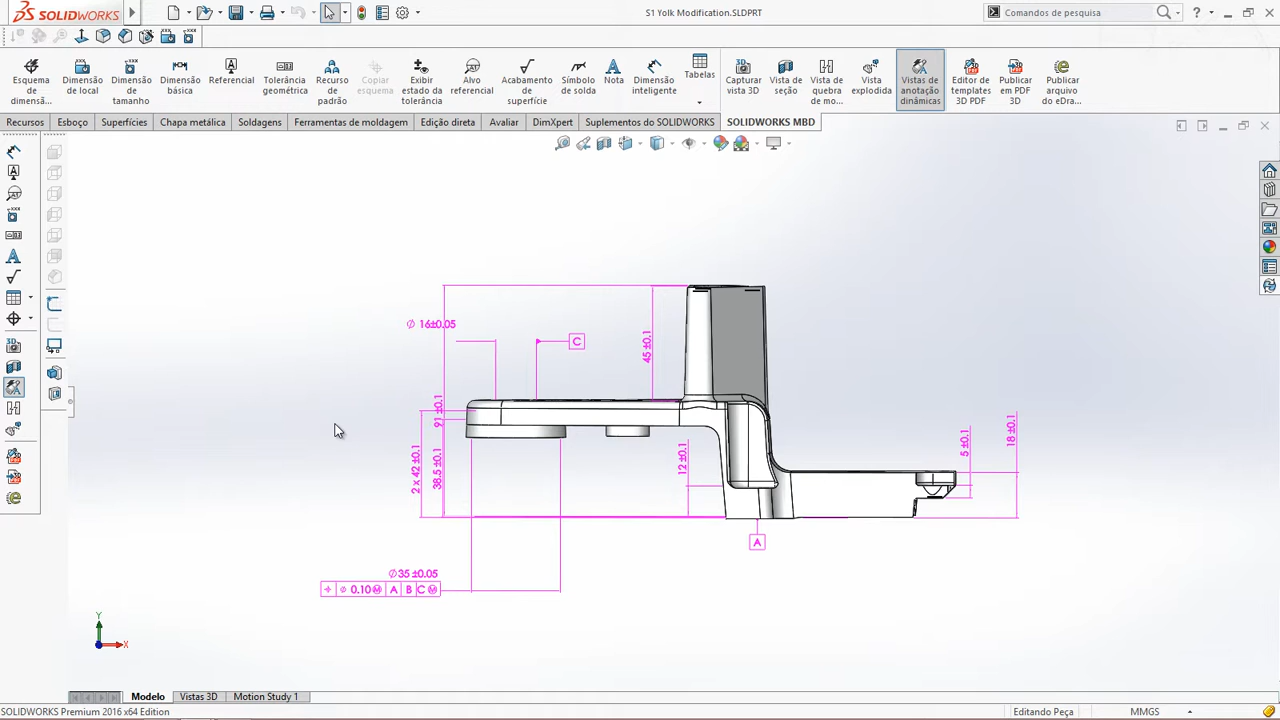 SOLIDWORKS
S1 Yolk Modification.SLDPRT
Comandos de pesquisa
Esquema de dimensã...
Dimensão de local
Dimensão de tamanho
Dimensão básica
Referencial
Tolerância geométrica
Recurso de padrão
Copiar esquema
Exibir estado da tolerância
Alvo referencial
Acabamento de superfície
Símbolo de solda
Nota
Dimensão inteligente
Tabelas
Capturar vista 3D
Vista de seção
Vista de quebra de mo...
Vista explodida
Vistas de anotação dinâmicas
Editor de templates 3D PDF
Publicar em PDF 3D
Publicar arquivo do eDra...
Recursos
Esboço
Superfícies
Chapa metálica
Soldagens
Ferramentas de moldagem
Edição direta
Avaliar
DimXpert
Suplementos do SOLIDWORKS
SOLIDWORKS MBD
∅ 16±0.05
C
45 ±0.1
91 ±0.1
2 x 42 ±0.1
38.5 ±0.1
12 ±0.1
5 ±0.1
18 ±0.1
A
∅35 ±0.05
⌖ ∅ 0.10Ⓜ A B CⓂ
Y
X
Modelo
Vistas 3D
Motion Study 1
SOLIDWORKS Premium 2016 x64 Edition
Editando Peça
MMGS